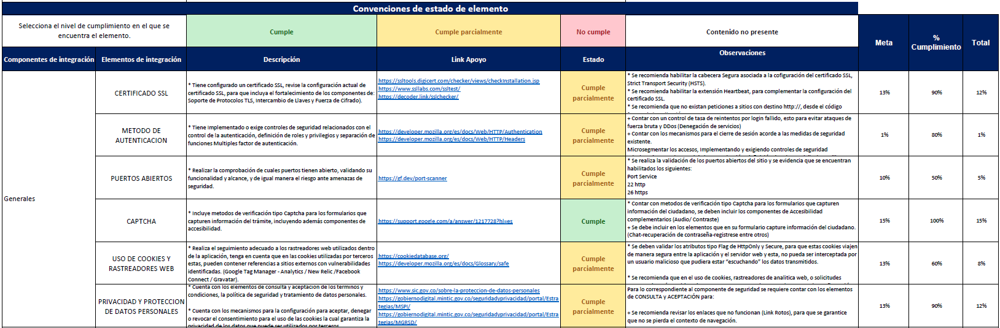 Convenciones de estado de elemento
Selecciona el nivel de cumplimiento en el que se
encuentra el elemento.
Cumple
Cumple parcialmente
No cumple
Contenido no presente
Meta
%
Cumplimiento
Total
Componentes de integración
Elementos de integración
Descripción
Link Apoyo
Estado
Observaciones
Generales
CERTIFICADO SSL
* Tiene configurado un certificado SSL, revise la configuración actual de
certificado SSL, para que incluya el fortalecimiento de los componentes de:
Soporte de Protocolos TLS, Intercambio de Llaves y Fuerza de Cifrado).
https://ssltools.digicert.com/checker/views/checkInstallation.jsp
https://www.ssllabs.com/ssltest/
https://decoder.link/sslchecker/
Cumple
parcialmente
* Se recomienda habilitar la cabecera Segura asociada a la cofiguración del certificado SSL,
Strict Transport Security (HSTS).
* Se recomienda habilitar la extensión Heartbeat, para complementar la configuración del
certificado SSL.
* Se recomienda que no existan peticiones a sitios con destino http://, desde el código
13%
90%
12%
METODO DE
AUTENTICACION
* Tiene Implementado o exige controles de seguridad relacionados con el
control de la autenticación, definición de roles y privilegios y separación de
funciones Multiples factor de autenticación.
https://developer.mozilla.org/es/docs/Web/HTTP/Authentication
https://developer.mozilla.org/es/docs/Web/HTTP/Headers
Cumple
parcialmente
+ Contar con un control de tasa de reintentos por login fallido, esto para evitar ataques de
fuerza bruta y DDos (Denegación de servicios)
+ Contar con los mecanismos para el cierre de sesión acorde a las medidas de seguridad
existente.
Microsegmentar los accesos, Implementando y exigiendo controles de seguridad
1%
80%
1%
PUERTOS ABIERTOS
* Realizar la comprobación de cuales puertos tienen abierto, validando su
funcionalidad y alcance, y de igual manera el riesgo ante amenazas de
seguridad.
https://gf.dev/port-scanner
Cumple
parcialmente
* Se realiza la validación de los puertos abiertos del sitio y se evidencia que se encuentran
habilitados los siguientes:
Port Service
22 http
26 https
10%
50%
5%
CAPTCHA
* Incluye metodos de verificación tipo Captcha para los formularios que
capturen información del trámite, incluyendo además componentes de
accesibilidad.
https://support.google.com/a/answer/1217728?hl=es
Cumple
* Contar con metodos de verificación tipo Captcha para los formularios que capturen
información del ciudadano, se deben incluir los componentes de Accesibilidad
complementarios (Audio/ Contraste)
+ Se debe incluir en los elementos que en su formulario capture información del ciudadano.
(Chat-recuperación de contraseña-registrese entre otros)
15%
100%
15%
USO DE COOKIES Y
RASTREADORES WEB
* Realiza el seguimiento adecuado a los rastreadores web utilizados dentro
de la aplicación, tenga en cuenta que en las cookies utilizadas por terceros
estas, pueden contener referencias a sitios externos con vulnerabilidades
identificadas. (Google Tag Manager - Analytics / New Relic /Facebook
Connect / Gravatar).
https://cookiedatabase.org/
https://developer.mozilla.org/es/docs/Glossary/safe
Cumple
parcialmente
* Se deben validar los atributos tipo Flag de HttpOnly y Secure, para que estas cookies viajen
de manera segura entre la aplicación y el servidor web y esta, no pueda ser interceptada por
un usuario malicioso que pudiera estar “escuchando” los datos transmitidos.
* Se recomienda que en el uso de cookies, rastreadores de analitica web, o solicitudes
13%
60%
8%
PRIVACIDAD Y PROTECCION
DE DATOS PERSONALES
* Cuenta con los elementos de consulta y aceptación de los terminos y
condiciones, la política de seguridad y tratamiento de datos personales.
* Cuenta con los mecanismos para la configuración para aceptar, denegar
o revocar el consentimiento para el uso de las cookies la cual garantiza la
privacidad de los datos que puede ser utilizados por terceros
https://www.sic.gov.co/sobre-la-proteccion-de-datos-personales
https://gobiernodigital.mintic.gov.co/seguridadyprivacidad/portal/Estra
tegias/MSPI/
https://gobiernodigital.mintic.gov.co/seguridadyprivacidad/portal/Estra
tegias/MGRSD/
Cumple
parcialmente
Para lo correspondiente al componente de seguridad se requiere contar con los elementos
de CONSULTA y ACEPTACIÓN para:
+ Se recomienda revisar los enlaces que no funcionan (Link Rotos), para que se garantice
que no se pierda el contexto de navegación.
13%
90%
12%